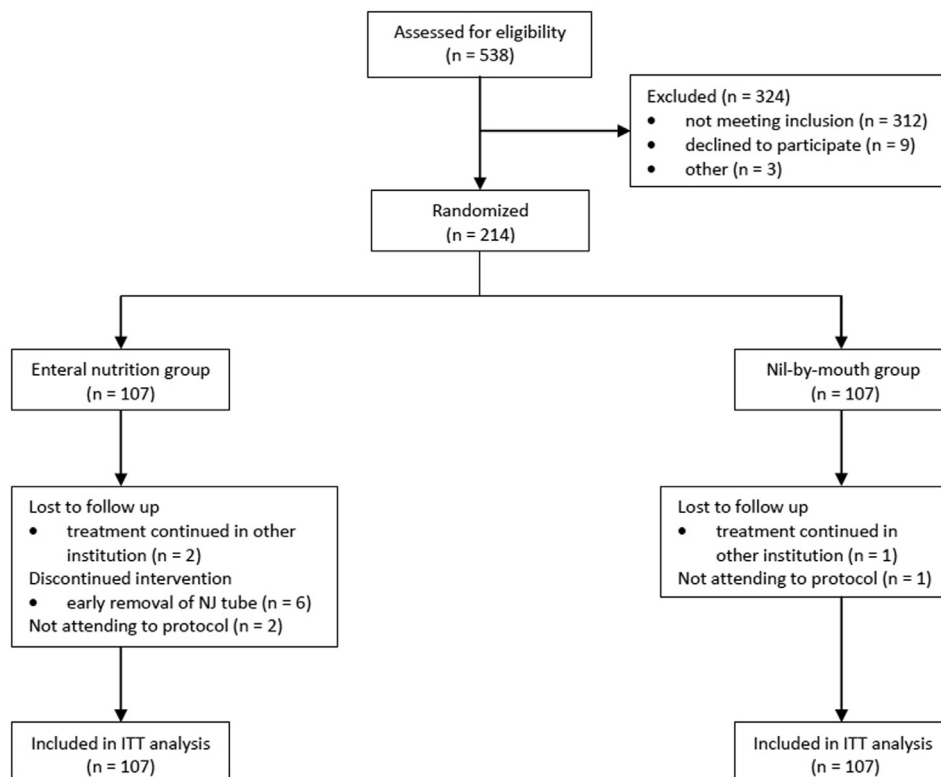 Assessed for eligibility
(n = 538)
Excluded (n = 324)
• not meeting inclusion (n = 312)
• declined to participate (n = 9)
• other (n = 3)
Randomized
(n = 214)
Enteral nutrition group
(n = 107)
Nil-by-mouth group
(n = 107)
Lost to follow up
• treatment continued in other
institution (n = 2)
Discontinued intervention
• early removal of NJ tube (n = 6)
Not attending to protocol (n = 2)
Lost to follow up
• treatment continued in
other institution (n = 1)
Not attending to protocol (n = 1)
Included in ITT analysis
(n = 107)
Included in ITT analysis
(n = 107)